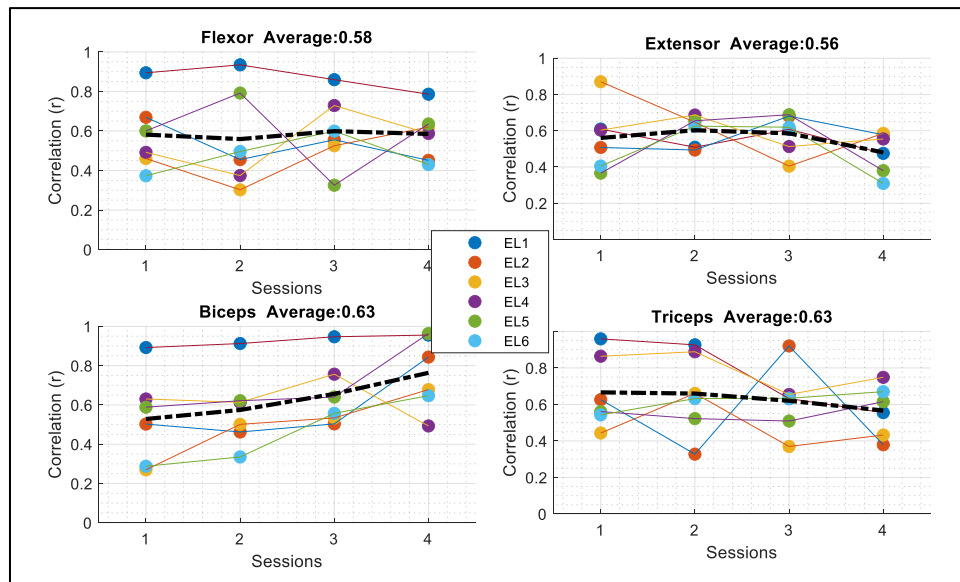 Flexor Average:0.58
1
0.8
0.6
0.4
0.2
0
Correlation (r)
1 2 3 4
Sessions
Extensor Average:0.56
1
0.8
0.6
0.4
0.2
Correlation (r)
1 2 3 4
Sessions
EL1
EL2
EL3
EL4
EL5
EL6
Biceps Average:0.63
1
0.8
0.6
0.4
0.2
0
Correlation (r)
1 2 3 4
Sessions
Triceps Average:0.63
1
0.8
0.6
0.4
0.2
0
Correlation (r)
1 2 3 4
Sessions